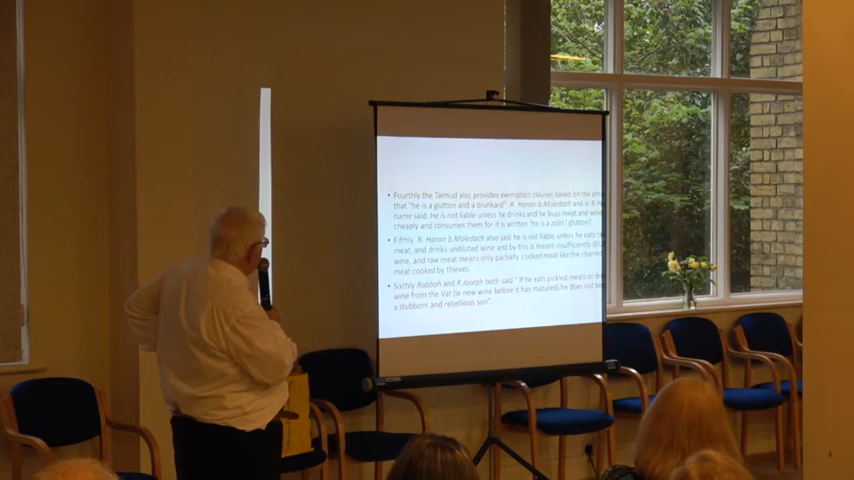 • Fourthly the Talmud also provides exemption clauses based on the
that "he is a glutton and a drunkard" R. Hanan b.Moledach and in R.
name said: He is not liable unless he drinks and he buys meat and wine
cheaply and consumes them for it is written 'he is a zolel ( glutton)'
• Fifthly R. Hanan b.Moledach also said he is not liable unless he eats
meat, and drinks undiluted wine and by this is meant insufficiently
wine, and raw meat means only partially cooked meat like the charred
meat cooked by thieves.
• Sixthly Rabbah and R Joseph both said " If he eats pickled meats or
wine from the Vat (ie new wine before it has matured) he does not
a stubborn and rebellious son".